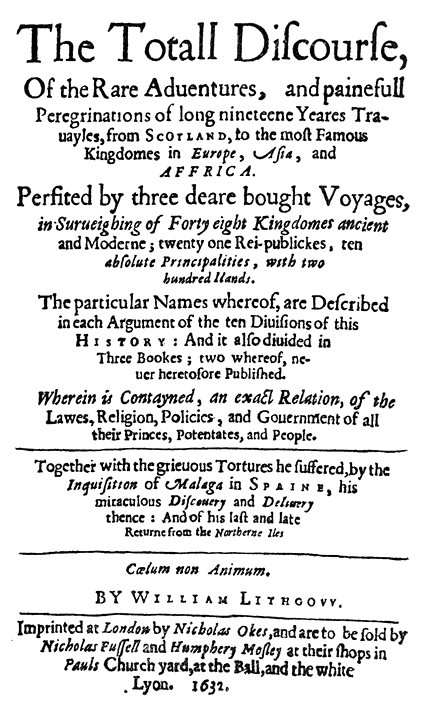 The Totall Diſcourſe,
Of the Rare Aduentures, and painefull
Peregrinations of long nineteene Yeares Tra-
uayles, from SCOTLAND, to the moſt Famous
Kingdomes in Europe, Aſia, and
AFFRICA.
Perfited by three deare bought Voyages,
in Surueighing of Forty eight Kingdomes ancient
and Moderne; twenty one Rei-publickes, ten
abſolute Principalities, with two
hundred Ilands.
The particular Names whereof, are Deſcribed
in each Argument of the ten Diuiſions of this
HISTORY: And it alſo diuided in
Three Bookes; two whereof, ne-
uer heretofore Publiſhed.
Wherein is Contayned, an exact Relation, of the
Lawes, Religion, Policies, and Gouernment of all
their Princes, Potentates, and People.
Together with the grieuous Tortures he ſuffered, by the
Inquiſition of Malaga in SPAINE, his
miraculous Diſcouery and Deliuery
thence: And of his laſt and late
Returne from the Northerne Iles
Cœlum non Animum.
BY WILLIAM LITHGOVV.
Imprinted at London by Nicholas Okes, and are to be ſold by
Nicholas Fuſſell and Humphery Moſley at their ſhops in
Pauls Church yard, at the Ball, and the white
Lyon. 1632.